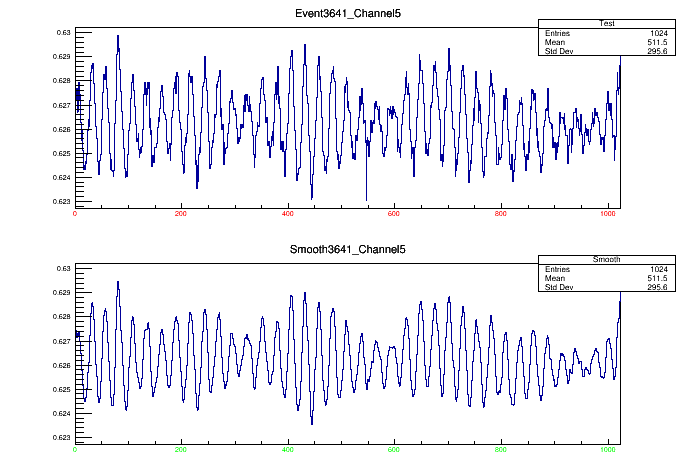 Event3641_Channel5
Test
Entries 1024
Mean 511.5
Std Dev 295.6
0.63
0.629
0.628
0.627
0.626
0.625
0.624
0.623
0 200 400 600 800 1000
Smooth3641_Channel5
Smooth
Entries 1024
Mean 511.5
Std Dev 295.6
0.63
0.629
0.628
0.627
0.626
0.625
0.624
0.623
0 200 400 600 800 1000